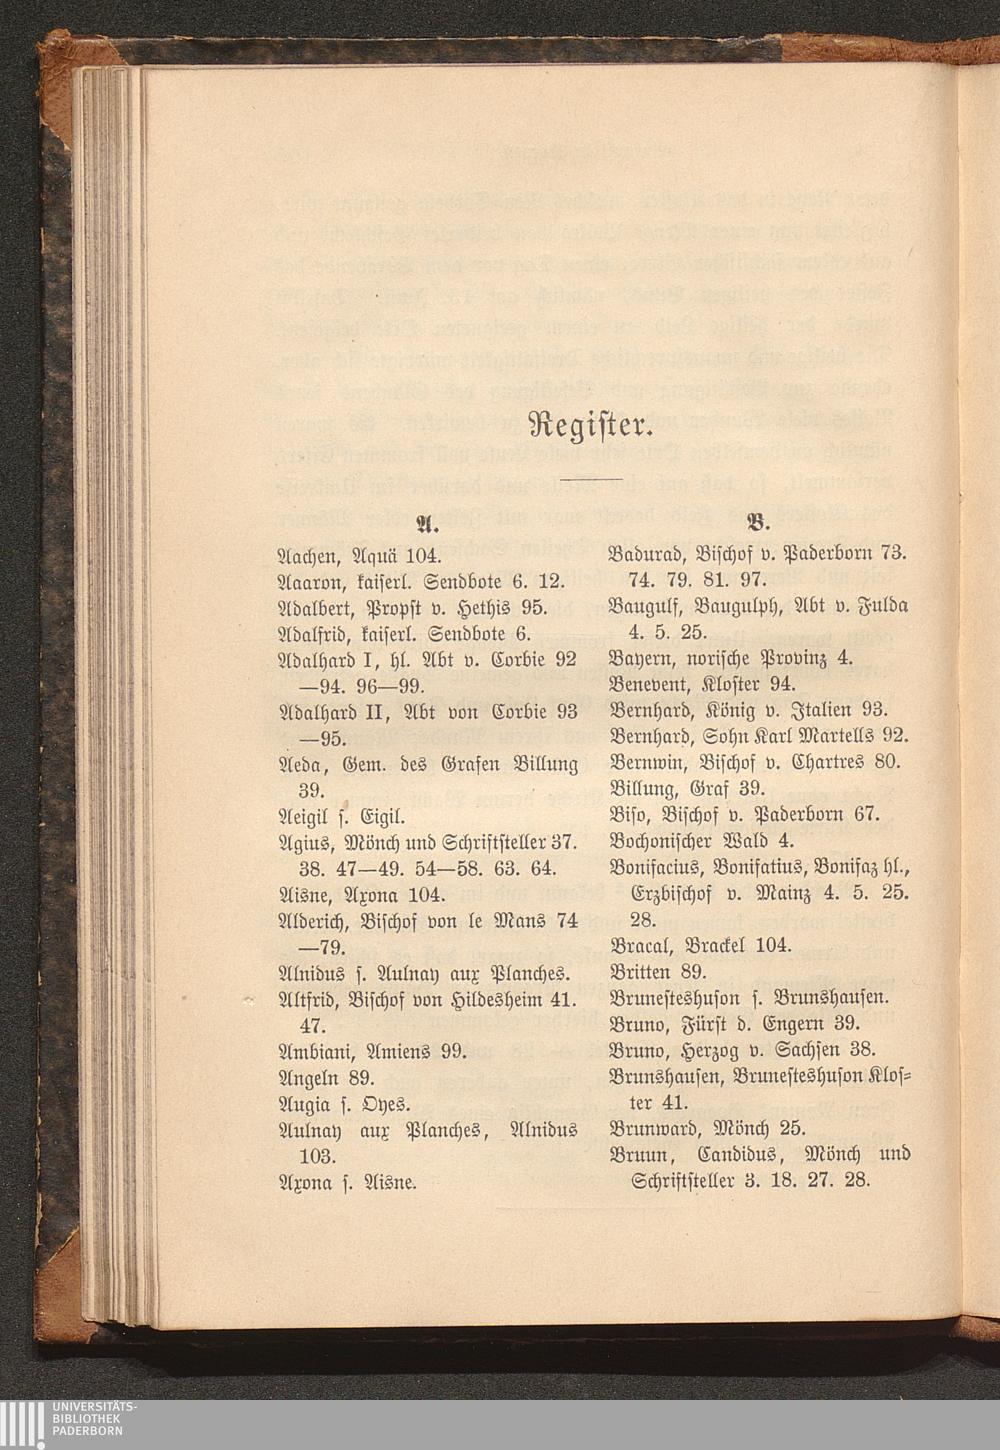 Register.
A.
Aachen, Aquä 104.
Aaaron, kaiserl. Sendbote 6. 12.
Adalbert, Propst v. Hethis 95.
Adalfrid, kaiserl. Sendbote 6.
Adalhard I, hl. Abt v. Corbie 92
—94. 96—99.
Adalhard II, Abt von Corbie 93
—95.
Aeda, Gem. des Grafen Billung
39.
Aeigil s. Eigil.
Agius, Mönch und Schriftsteller 37.
38. 47—49. 54—58. 63. 64.
Aisne, Axona 104.
Alderich, Bischof von le Mans 74
—79.
Alnidus s. Aulnay aux Planches.
Altfrid, Bischof von Hildesheim 41.
47.
Ambiani, Amiens 99.
Angeln 89.
Augia s. Oyes.
Aulnay aux Planches, Alnidus
103.
Axona s. Aisne.
B.
Badurad, Bischof v. Paderborn 73.
74. 79. 81. 97.
Baugulf, Baugulph, Abt v. Fulda
4. 5. 25.
Bayern, norische Provinz 4.
Benevent, Kloster 94.
Bernhard, König v. Italien 93.
Bernhard, Sohn Karl Martells 92.
Bernwin, Bischof v. Chartres 80.
Billung, Graf 39.
Biso, Bischof v. Paderborn 67.
Bochonischer Wald 4.
Bonifacius, Bonifatius, Bonifaz hl.,
Erzbischof v. Mainz 4. 5. 25.
28.
Bracal, Brackel 104.
Britten 89.
Brunesteshuson s. Brunshausen.
Bruno, Fürst d. Engern 39.
Bruno, Herzog v. Sachsen 38.
Brunshausen, Brunesteshuson Klos-
ter 41.
Brunward, Mönch 25.
Bruun, Candidus, Mönch und
Schriftsteller 3. 18. 27. 28.
UNIVERSITÄTS-
BIBLIOTHEK
PADERBORN